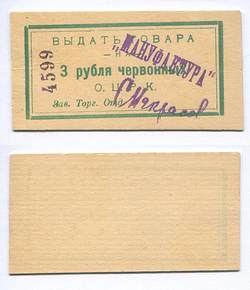 ВЫДАТЬ ТОВАРА
— НА —
4599
"МАНУФАКТУРА"
3 рубля червонных
О. Ц. Р. К.
Зав. Торг. Отд.